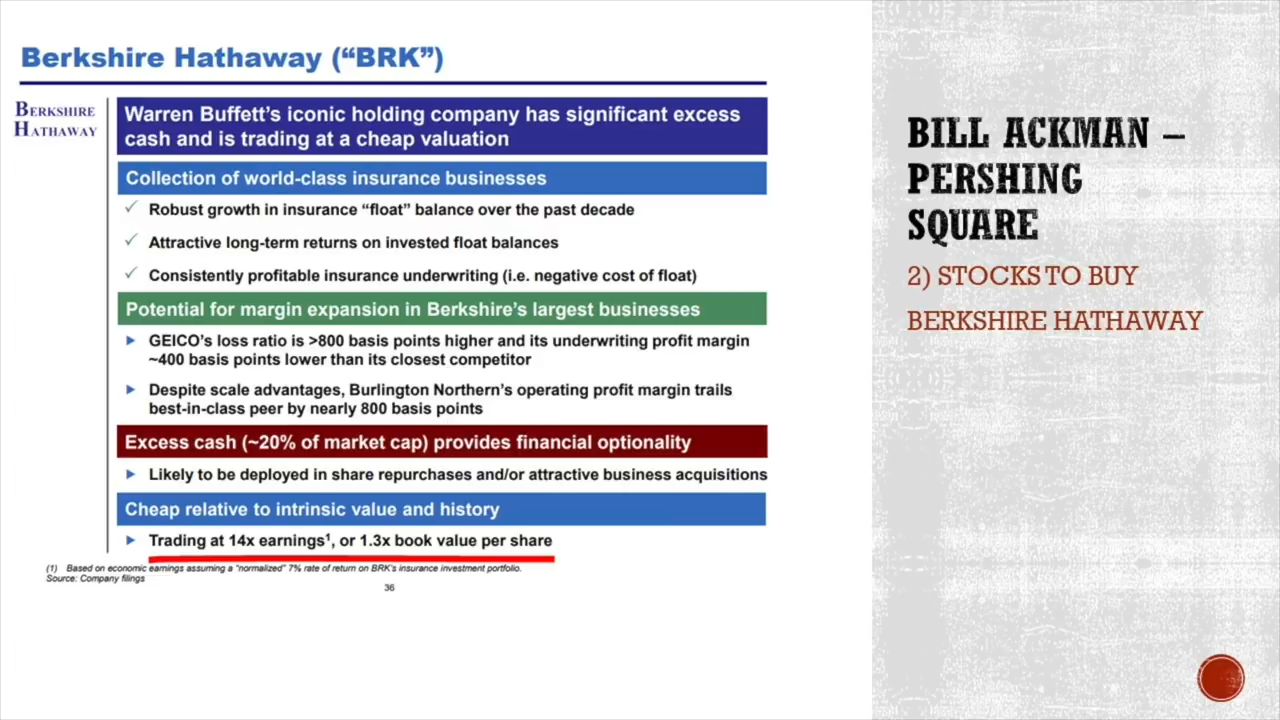 Berkshire Hathaway (“BRK”)
BERKSHIRE
HATHAWAY
Warren Buffett’s iconic holding company has significant excess
cash and is trading at a cheap valuation
Collection of world-class insurance businesses
Robust growth in insurance “float” balance over the past decade
Attractive long-term returns on invested float balances
Consistently profitable insurance underwriting (i.e. negative cost of float)
Potential for margin expansion in Berkshire’s largest businesses
GEICO’s loss ratio is >800 basis points higher and its underwriting profit margin
~400 basis points lower than its closest competitor
Despite scale advantages, Burlington Northern’s operating profit margin trails
best-in-class peer by nearly 800 basis points
Excess cash (~20% of market cap) provides financial optionality
Likely to be deployed in share repurchases and/or attractive business acquisitions
Cheap relative to intrinsic value and history
Trading at 14x earnings¹, or 1.3x book value per share
(1) Based on economic earnings assuming a “normalized” 7% rate of return on BRK’s insurance investment portfolio.
Source: Company filings
36
BILL ACKMAN –
PERSHING
SQUARE
2) STOCKS TO BUY
BERKSHIRE HATHAWAY